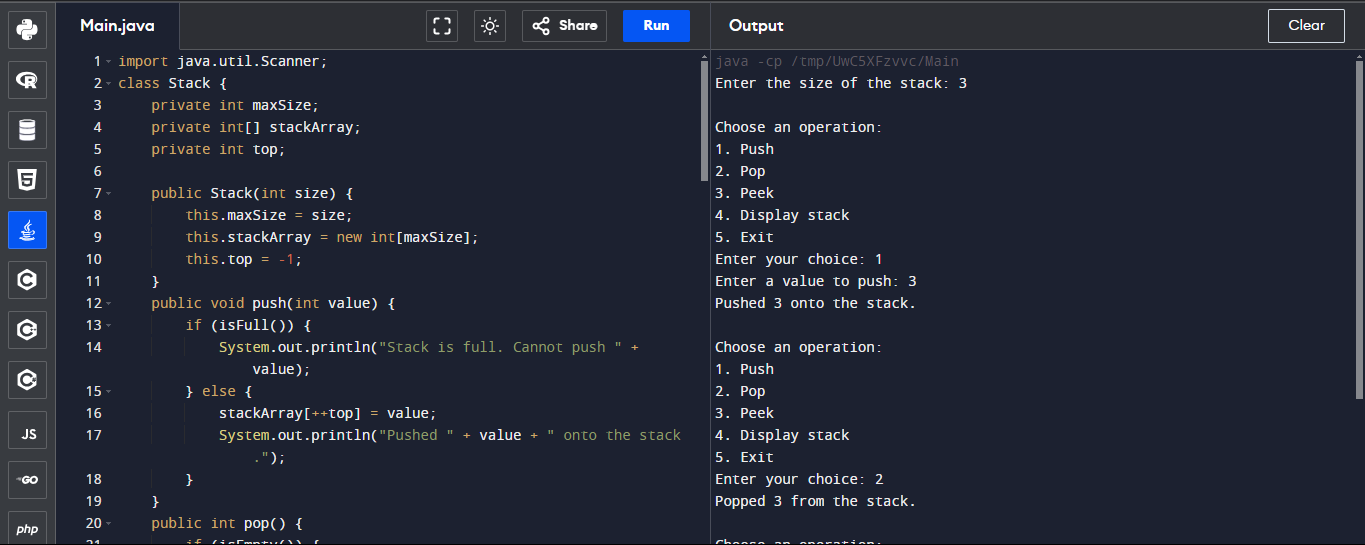 Main.java
Share
Run
1 import java.util.Scanner;
2 class Stack {
3 private int maxSize;
4 private int[] stackArray;
5 private int top;
6
7 public Stack(int size) {
8 this.maxSize = size;
9 this.stackArray = new int[maxSize];
10 this.top = -1;
11 }
12 public void push(int value) {
13 if (isFull()) {
14 System.out.println("Stack is full. Cannot push " +
value);
15 } else {
16 stackArray[++top] = value;
17 System.out.println("Pushed " + value + " onto the stack
.");
18 }
19 }
20 public int pop() {
21 if (isEmpty()) {
JS
GO
php
Output
Clear
java -cp /tmp/UwC5XFzvvc/Main
Enter the size of the stack: 3
Choose an operation:
1. Push
2. Pop
3. Peek
4. Display stack
5. Exit
Enter your choice: 1
Enter a value to push: 3
Pushed 3 onto the stack.
Choose an operation:
1. Push
2. Pop
3. Peek
4. Display stack
5. Exit
Enter your choice: 2
Popped 3 from the stack.
Choose an operation: